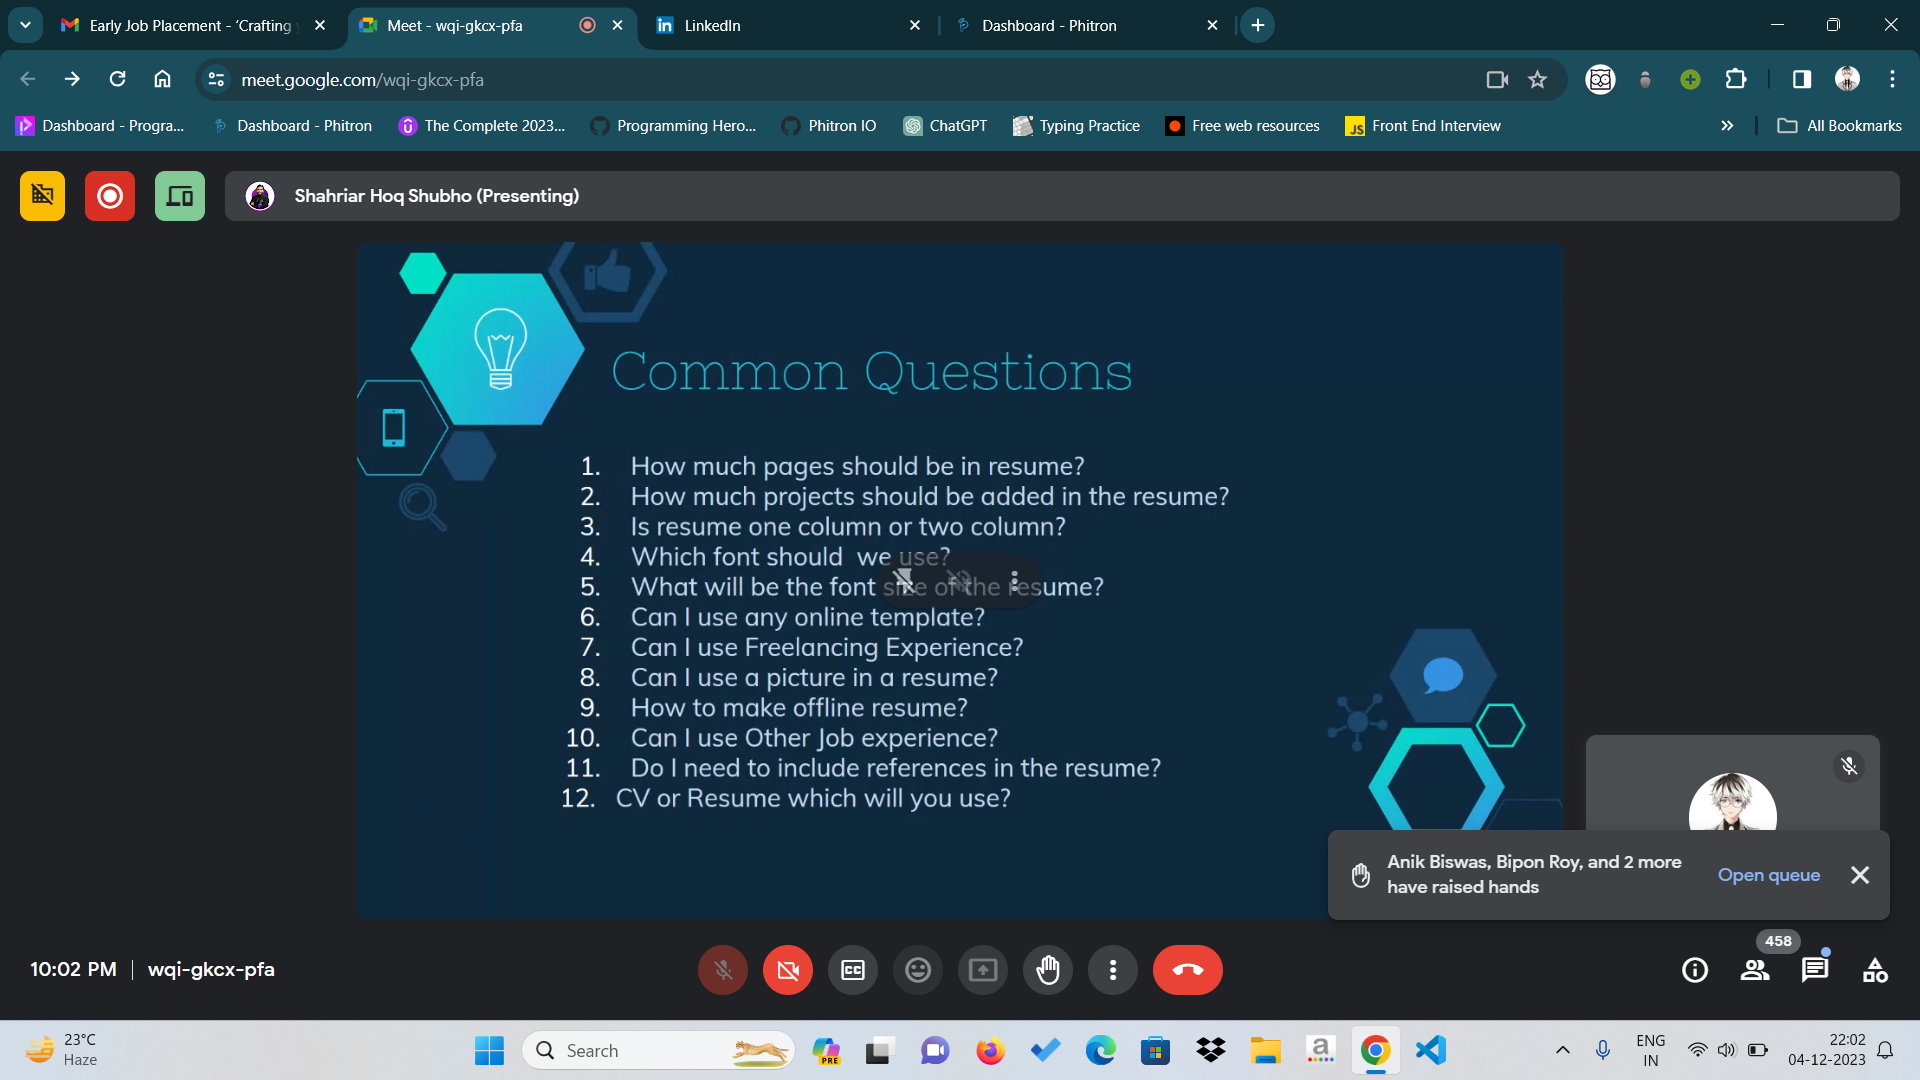 Early Job Placement - 'Crafting
Meet - wqi-gkcx-pfa
LinkedIn
Dashboard - Phitron
meet.google.com/wqi-gkcx-pfa
Dashboard - Progra...
Dashboard - Phitron
The Complete 2023...
Programming Hero...
Phitron IO
ChatGPT
Typing Practice
Free web resources
JS
Front End Interview
All Bookmarks
Shahriar Hoq Shubho (Presenting)
Common Questions
1. How much pages should be in resume?
2. How much projects should be added in the resume?
3. Is resume one column or two column?
4. Which font should we use?
5. What will be the font size of the resume?
6. Can I use any online template?
7. Can I use Freelancing Experience?
8. Can I use a picture in a resume?
9. How to make offline resume?
10. Can I use Other Job experience?
11. Do I need to include references in the resume?
12. CV or Resume which will you use?
Anik Biswas, Bipon Roy, and 2 more
have raised hands
Open queue
10:02 PM | wqi-gkcx-pfa
CC
458
23°C
Haze
Search
PRE
a
ENG
IN
22:02
04-12-2023